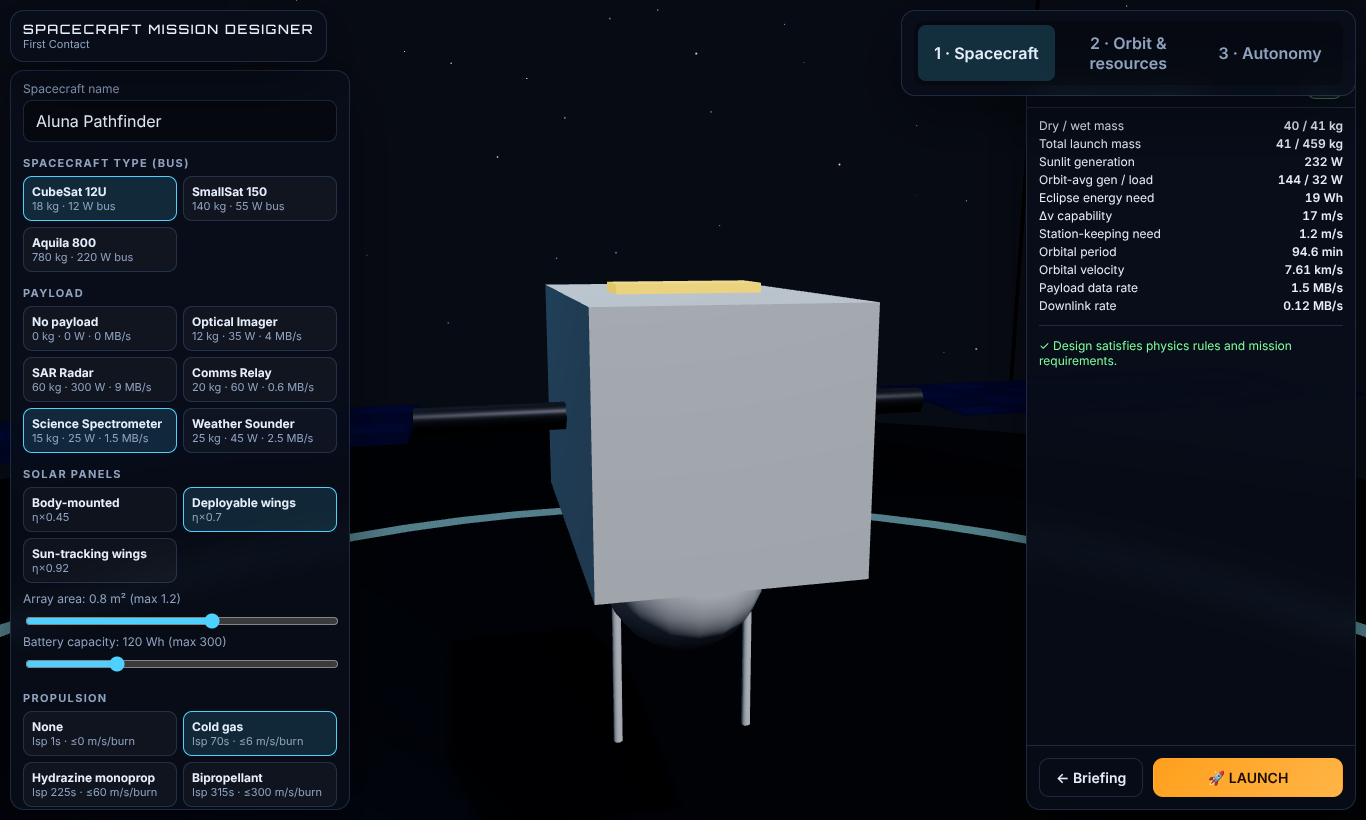 SPACECRAFT MISSION DESIGNER
First Contact
1 · Spacecraft
2 · Orbit &
resources
3 · Autonomy
Spacecraft name
Aluna Pathfinder
SPACECRAFT TYPE (BUS)
CubeSat 12U
18 kg · 12 W bus
SmallSat 150
140 kg · 55 W bus
Aquila 800
780 kg · 220 W bus
PAYLOAD
No payload
0 kg · 0 W · 0 MB/s
Optical Imager
12 kg · 35 W · 4 MB/s
SAR Radar
60 kg · 300 W · 9 MB/s
Comms Relay
20 kg · 60 W · 0.6 MB/s
Science Spectrometer
15 kg · 25 W · 1.5 MB/s
Weather Sounder
25 kg · 45 W · 2.5 MB/s
SOLAR PANELS
Body-mounted
η×0.45
Deployable wings
η×0.7
Sun-tracking wings
η×0.92
Array area: 0.8 m² (max 1.2)
Battery capacity: 120 Wh (max 300)
PROPULSION
None
Isp 1s · ≤0 m/s/burn
Cold gas
Isp 70s · ≤6 m/s/burn
Hydrazine monoprop
Isp 225s · ≤60 m/s/burn
Bipropellant
Isp 315s · ≤300 m/s/burn
Dry / wet mass 40 / 41 kg
Total launch mass 41 / 459 kg
Sunlit generation 232 W
Orbit-avg gen / load 144 / 32 W
Eclipse energy need 19 Wh
Δv capability 17 m/s
Station-keeping need 1.2 m/s
Orbital period 94.6 min
Orbital velocity 7.61 km/s
Payload data rate 1.5 MB/s
Downlink rate 0.12 MB/s
✓ Design satisfies physics rules and mission
requirements.
← Briefing
🚀 LAUNCH